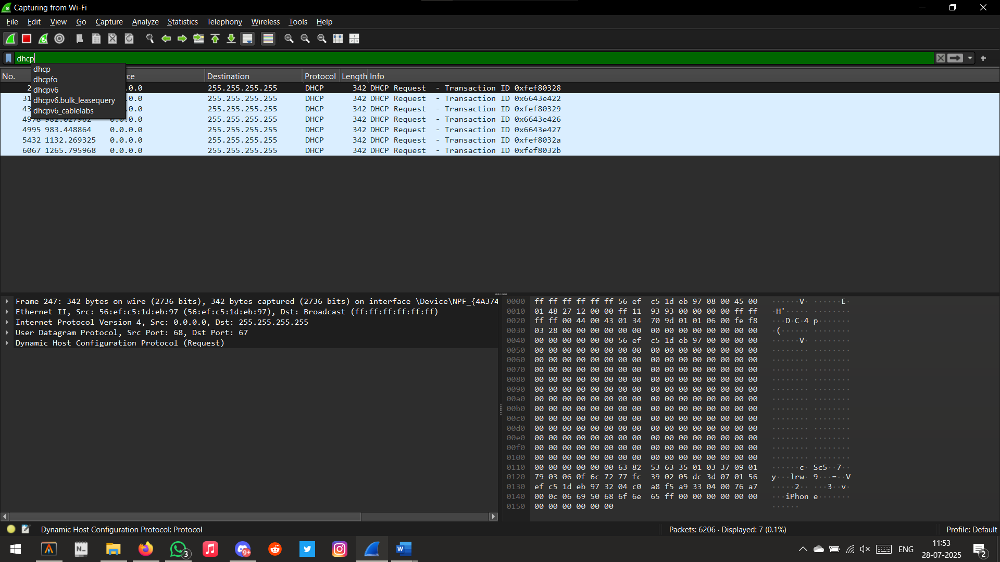 Capturing from Wi-Fi
File Edit View Go Capture Analyze Statistics Telephony Wireless Tools Help
dhcp
dhcp
dhcpfo
dhcpv6
dhcpv6.bulk_leasequery
dhcpv6_cablelabs
No. ce Destination Protocol Length Info
2 .0.0 255.255.255.255 DHCP 342 DHCP Request - Transaction ID 0xfef80328
31 .0.0 255.255.255.255 DHCP 342 DHCP Request - Transaction ID 0x6643e422
43 .0.0 255.255.255.255 DHCP 342 DHCP Request - Transaction ID 0xfef80329
4978 982.027962 0.0.0.0 255.255.255.255 DHCP 342 DHCP Request - Transaction ID 0x6643e426
4995 983.448864 0.0.0.0 255.255.255.255 DHCP 342 DHCP Request - Transaction ID 0x6643e427
5432 1132.269325 0.0.0.0 255.255.255.255 DHCP 342 DHCP Request - Transaction ID 0xfef8032a
6067 1265.795968 0.0.0.0 255.255.255.255 DHCP 342 DHCP Request - Transaction ID 0xfef8032b
Frame 247: 342 bytes on wire (2736 bits), 342 bytes captured (2736 bits) on interface \Device\NPF_{4A374
Ethernet II, Src: 56:ef:c5:1d:eb:97 (56:ef:c5:1d:eb:97), Dst: Broadcast (ff:ff:ff:ff:ff:ff)
Internet Protocol Version 4, Src: 0.0.0.0, Dst: 255.255.255.255
User Datagram Protocol, Src Port: 68, Dst Port: 67
Dynamic Host Configuration Protocol (Request)
0000 ff ff ff ff ff ff 56 ef c5 1d eb 97 08 00 45 00 ······V· ······E·
0010 01 48 27 12 00 00 ff 11 93 93 00 00 00 00 ff ff ·H'····· ········
0020 ff ff 00 44 00 43 01 34 70 9d 01 01 06 00 fe f8 ···D·C·4 p·······
0030 03 28 00 00 00 00 00 00 00 00 00 00 00 00 00 00 ·(······ ········
0040 00 00 00 00 00 00 56 ef c5 1d eb 97 00 00 00 00 ······V· ········
0050 00 00 00 00 00 00 00 00 00 00 00 00 00 00 00 00 ········ ········
0060 00 00 00 00 00 00 00 00 00 00 00 00 00 00 00 00 ········ ········
0070 00 00 00 00 00 00 00 00 00 00 00 00 00 00 00 00 ········ ········
0080 00 00 00 00 00 00 00 00 00 00 00 00 00 00 00 00 ········ ········
0090 00 00 00 00 00 00 00 00 00 00 00 00 00 00 00 00 ········ ········
00a0 00 00 00 00 00 00 00 00 00 00 00 00 00 00 00 00 ········ ········
00b0 00 00 00 00 00 00 00 00 00 00 00 00 00 00 00 00 ········ ········
00c0 00 00 00 00 00 00 00 00 00 00 00 00 00 00 00 00 ········ ········
00d0 00 00 00 00 00 00 00 00 00 00 00 00 00 00 00 00 ········ ········
00e0 00 00 00 00 00 00 00 00 00 00 00 00 00 00 00 00 ········ ········
00f0 00 00 00 00 00 00 00 00 00 00 00 00 00 00 00 00 ········ ········
0100 00 00 00 00 00 00 00 00 00 00 00 00 00 00 00 00 ········ ········
0110 00 00 00 00 00 00 63 82 53 63 35 01 03 37 09 01 ······c· Sc5··7··
0120 79 03 06 0f 6c 72 77 fc 39 02 05 dc 3d 07 01 56 y···lrw· 9···=··V
0130 ef c5 1d eb 97 32 04 c0 a8 f5 a9 33 04 00 76 a7 ·····2·· ···3··v·
0140 00 0c 06 69 50 68 6f 6e 65 ff 00 00 00 00 00 00 ···iPhon e·······
0150 00 00 00 00 00 00 ······
Dynamic Host Configuration Protocol: Protocol
Packets: 6206 · Displayed: 7 (0.1%)
Profile: Default
N
3
9+
W
ENG
11:53
28-07-2025
2